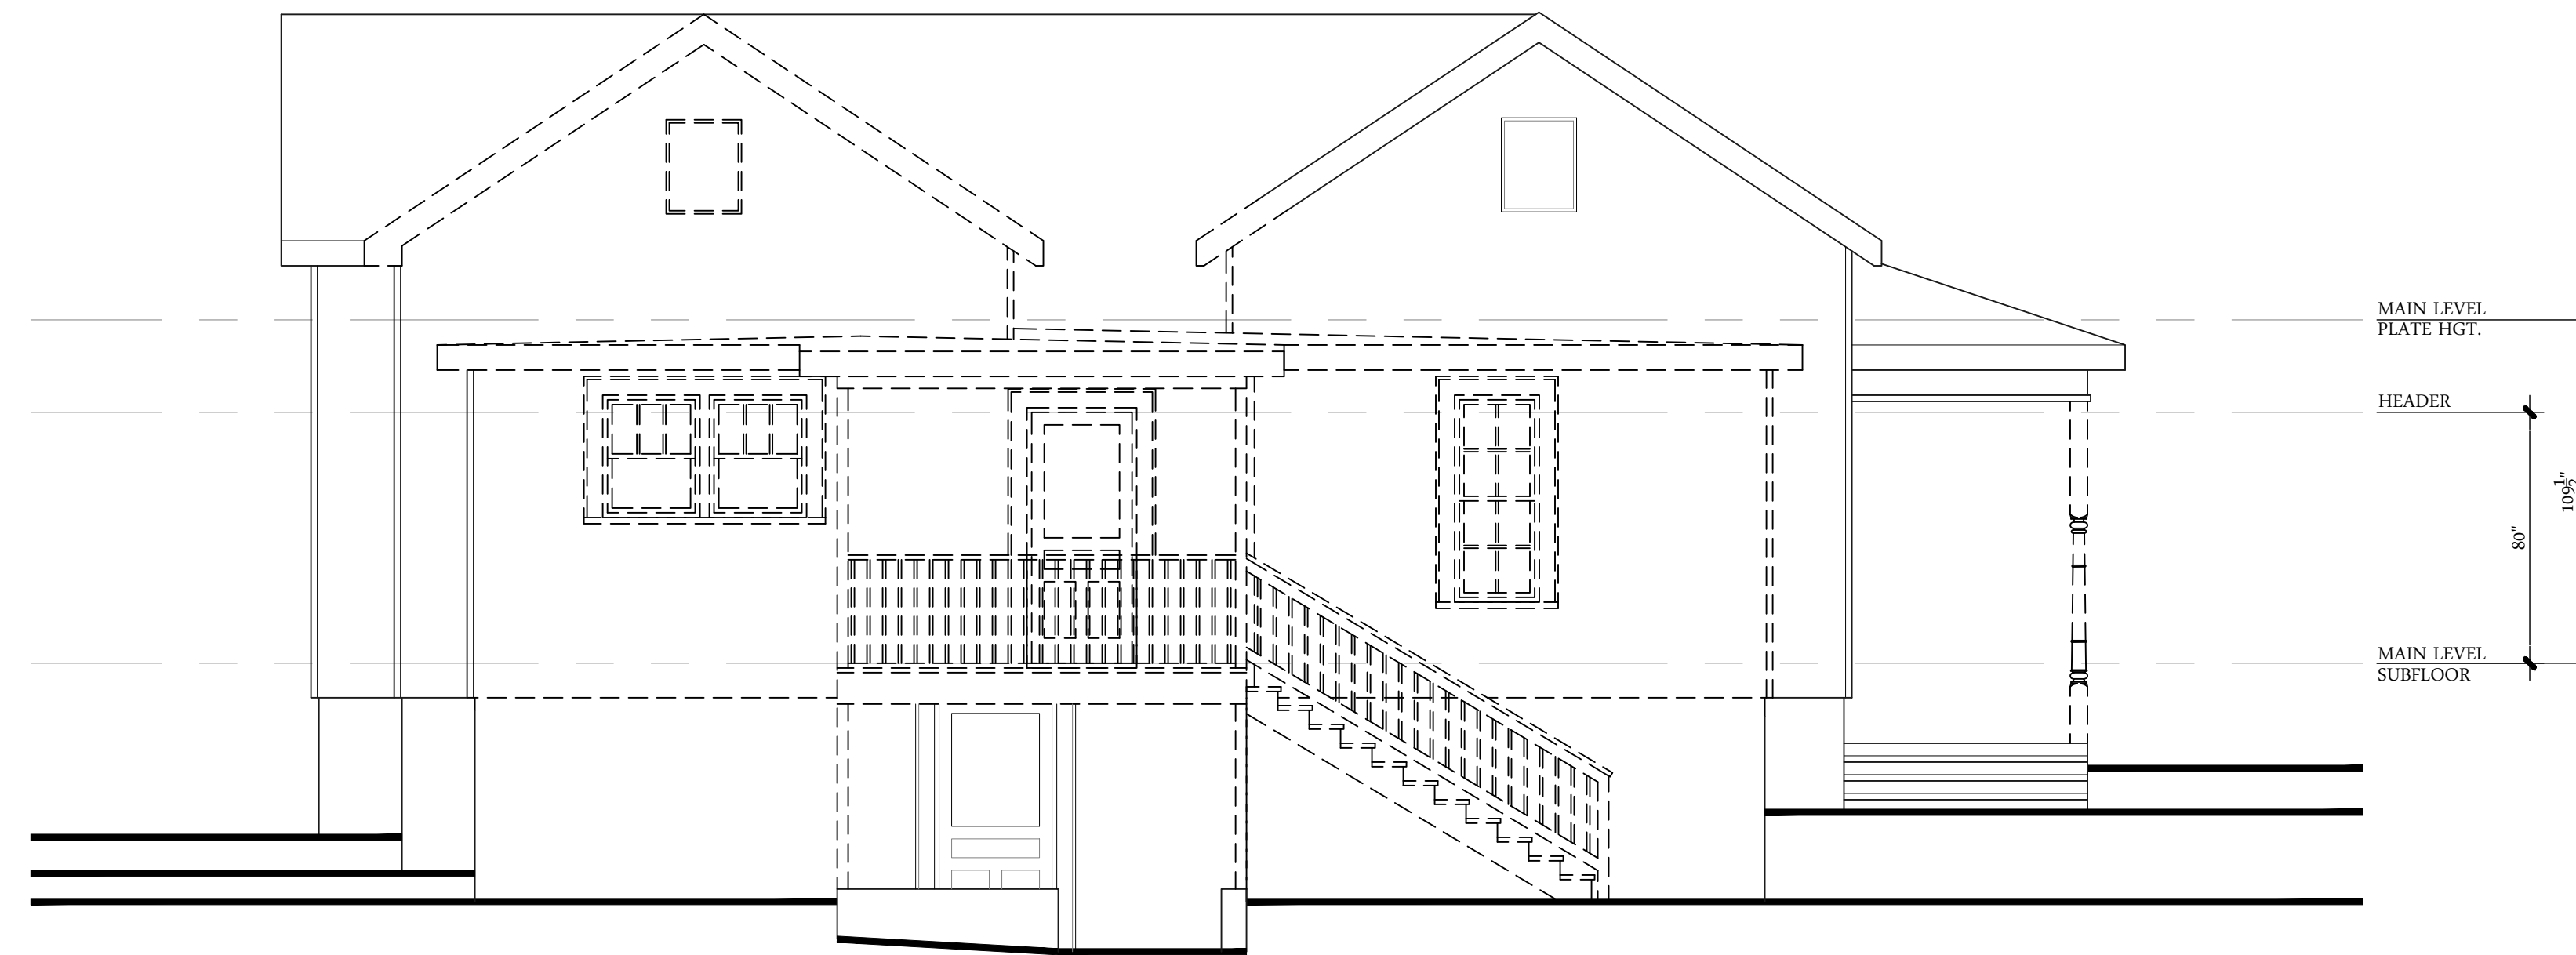 MAIN LEVEL
PLATE HGT.
HEADER
109½"
80"
MAIN LEVEL
SUBFLOOR